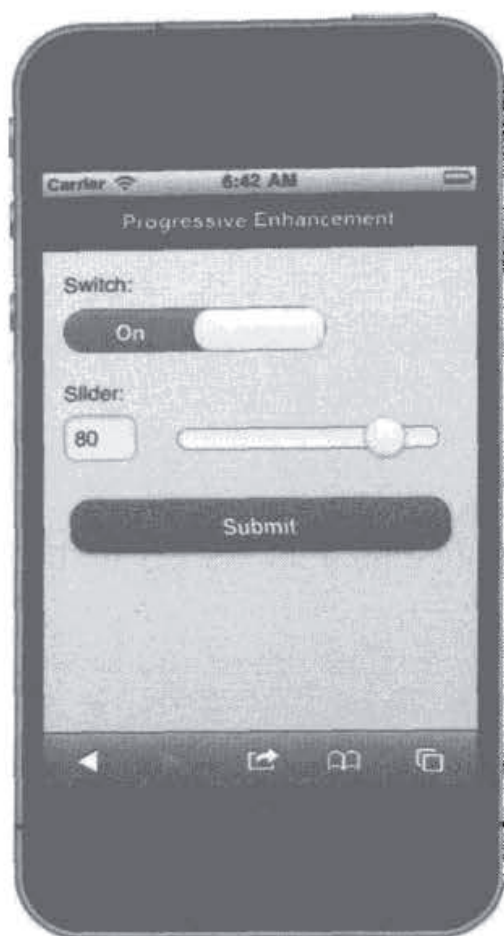 Carrier 6:42 AM
Progressive Enhancement
Switch:
On
Slider:
80
Submit